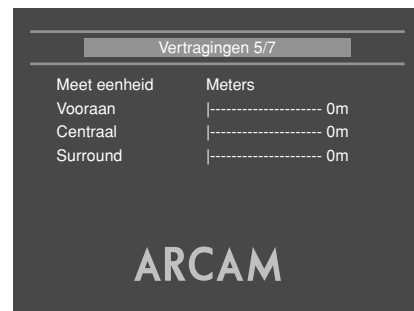 Vertragingen 5/7
Meet eenheid Meters
Vooraan |--------------------- 0m
Centraal |--------------------- 0m
Surround |--------------------- 0m
ARCAM